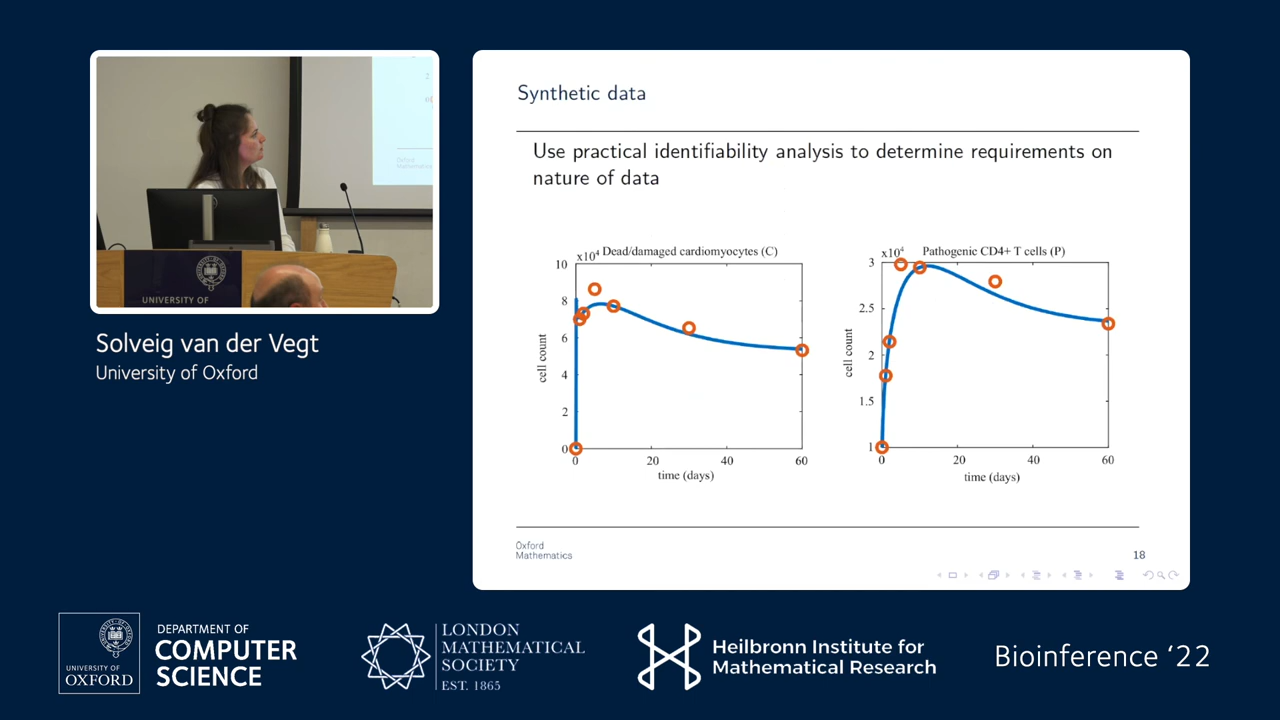 UNIVERSITY OF
Solveig van der Vegt
University of Oxford
Synthetic data
Use practical identifiability analysis to determine requirements on
nature of data
x10⁴ Dead/damaged cardiomyocytes (C)
10
8
6
4
2
0
cell count
0 20 40 60
time (days)
x10⁴ Pathogenic CD4+ T cells (P)
3
2.5
2
1.5
1
cell count
0 20 40 60
time (days)
Oxford
Mathematics
18
UNIVERSITY OF
OXFORD
DEPARTMENT OF
COMPUTER
SCIENCE
LONDON
MATHEMATICAL
SOCIETY
EST. 1865
Heilbronn Institute for
Mathematical Research
Bioinference ‘22